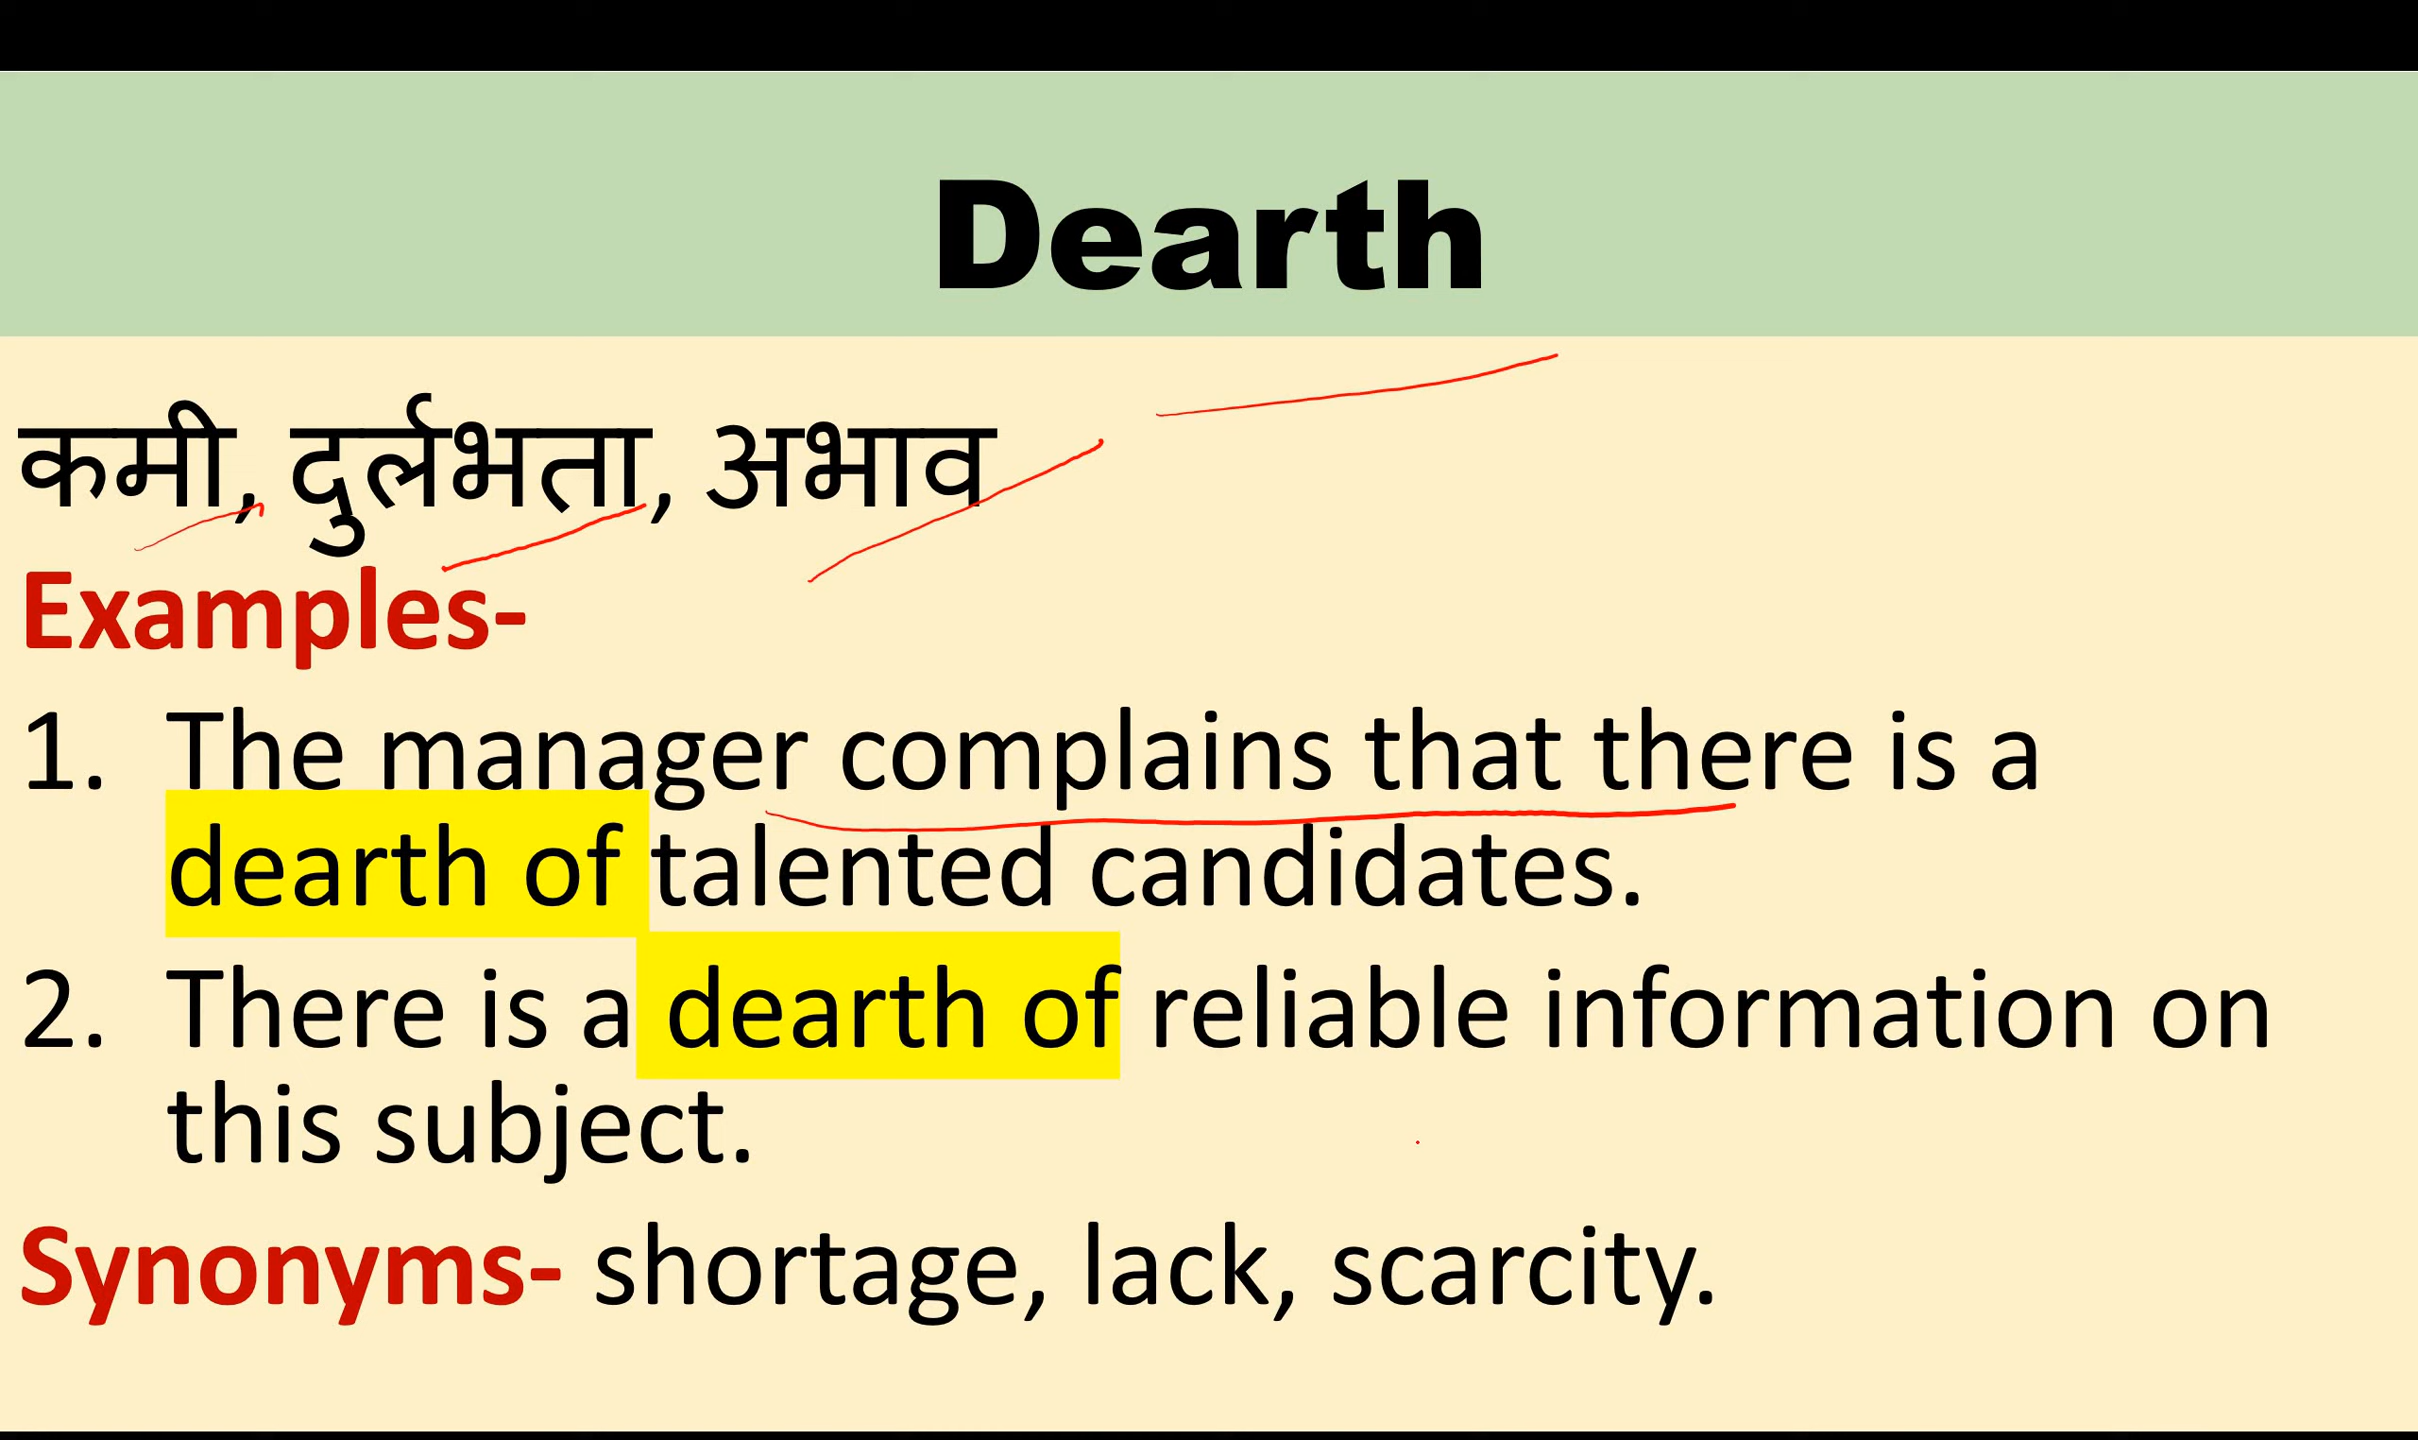 Dearth
कमी, दुर्लभता, अभाव
Examples-
1. The manager complains that there is a
dearth of talented candidates.
2. There is a dearth of reliable information on
this subject.
Synonyms- shortage, lack, scarcity.